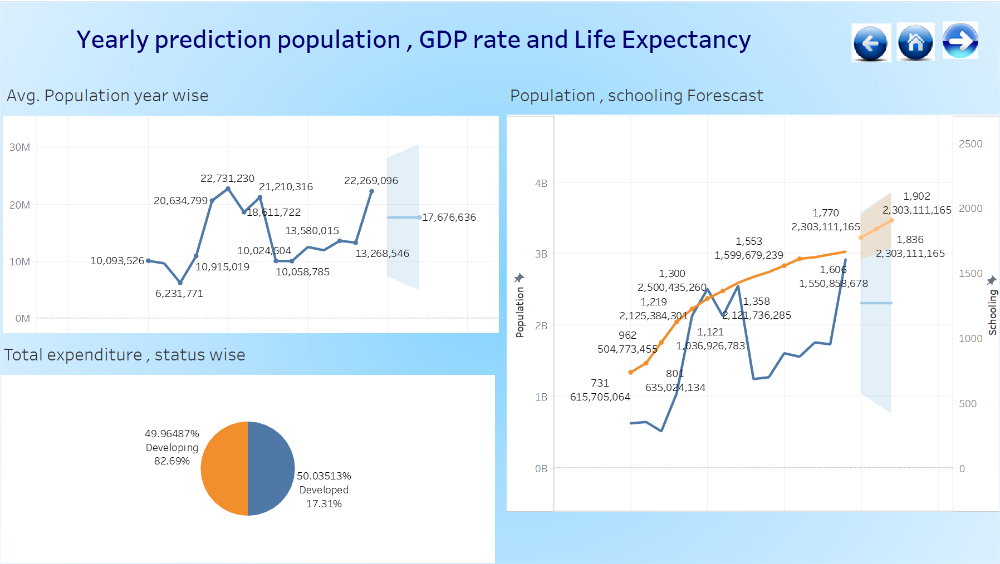 Yearly prediction population , GDP rate and Life Expectancy
Avg. Population year wise
30M
20M
10M
0M
22,731,230
21,210,316
22,269,096
20,634,799
18,611,722
17,676,636
13,580,015
10,024,504
13,268,546
10,093,526
10,915,019
10,058,785
6,231,771
Total expenditure , status wise
49.96487%
Developing
82.69%
50.03513%
Developed
17.31%
Population , schooling Forescast
Population
4B
3B
2B
1B
0B
1,902
2,303,111,165
1,770
2,303,111,165
1,836
2,303,111,165
1,553
1,599,679,239
1,606
1,550,858,678
1,300
2,500,435,260
1,219
2,125,384,301
1,358
2,121,736,285
962
504,773,455
1,121
1,036,926,783
801
635,024,134
731
615,705,064
2500
2000
1500
1000
500
0
Schooling